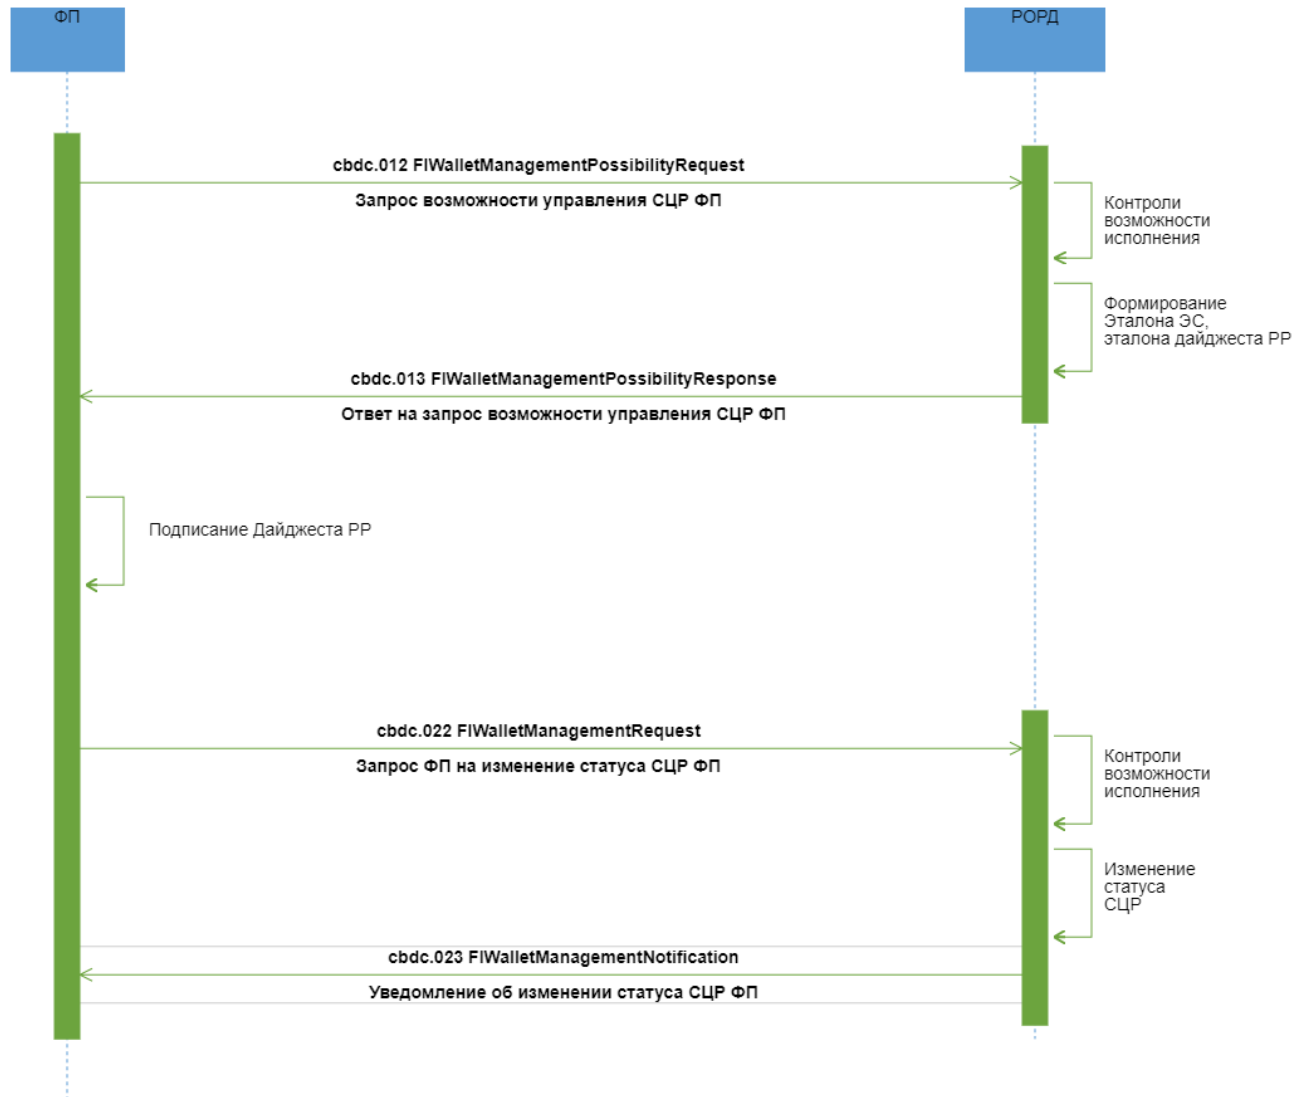 ФП
РОРД
cbdc.012 FIWalletManagementPossibilityRequest
Запрос возможности управления СЦР ФП
Контроли
возможности
исполнения
Формирование
Эталона ЭС,
эталона дайджеста РР
cbdc.013 FIWalletManagementPossibilityResponse
Ответ на запрос возможности управления СЦР ФП
Подписание Дайджеста РР
cbdc.022 FIWalletManagementRequest
Запрос ФП на изменение статуса СЦР ФП
Контроли
возможности
исполнения
Изменение
статуса
СЦР
cbdc.023 FIWalletManagementNotification
Уведомление об изменении статуса СЦР ФП